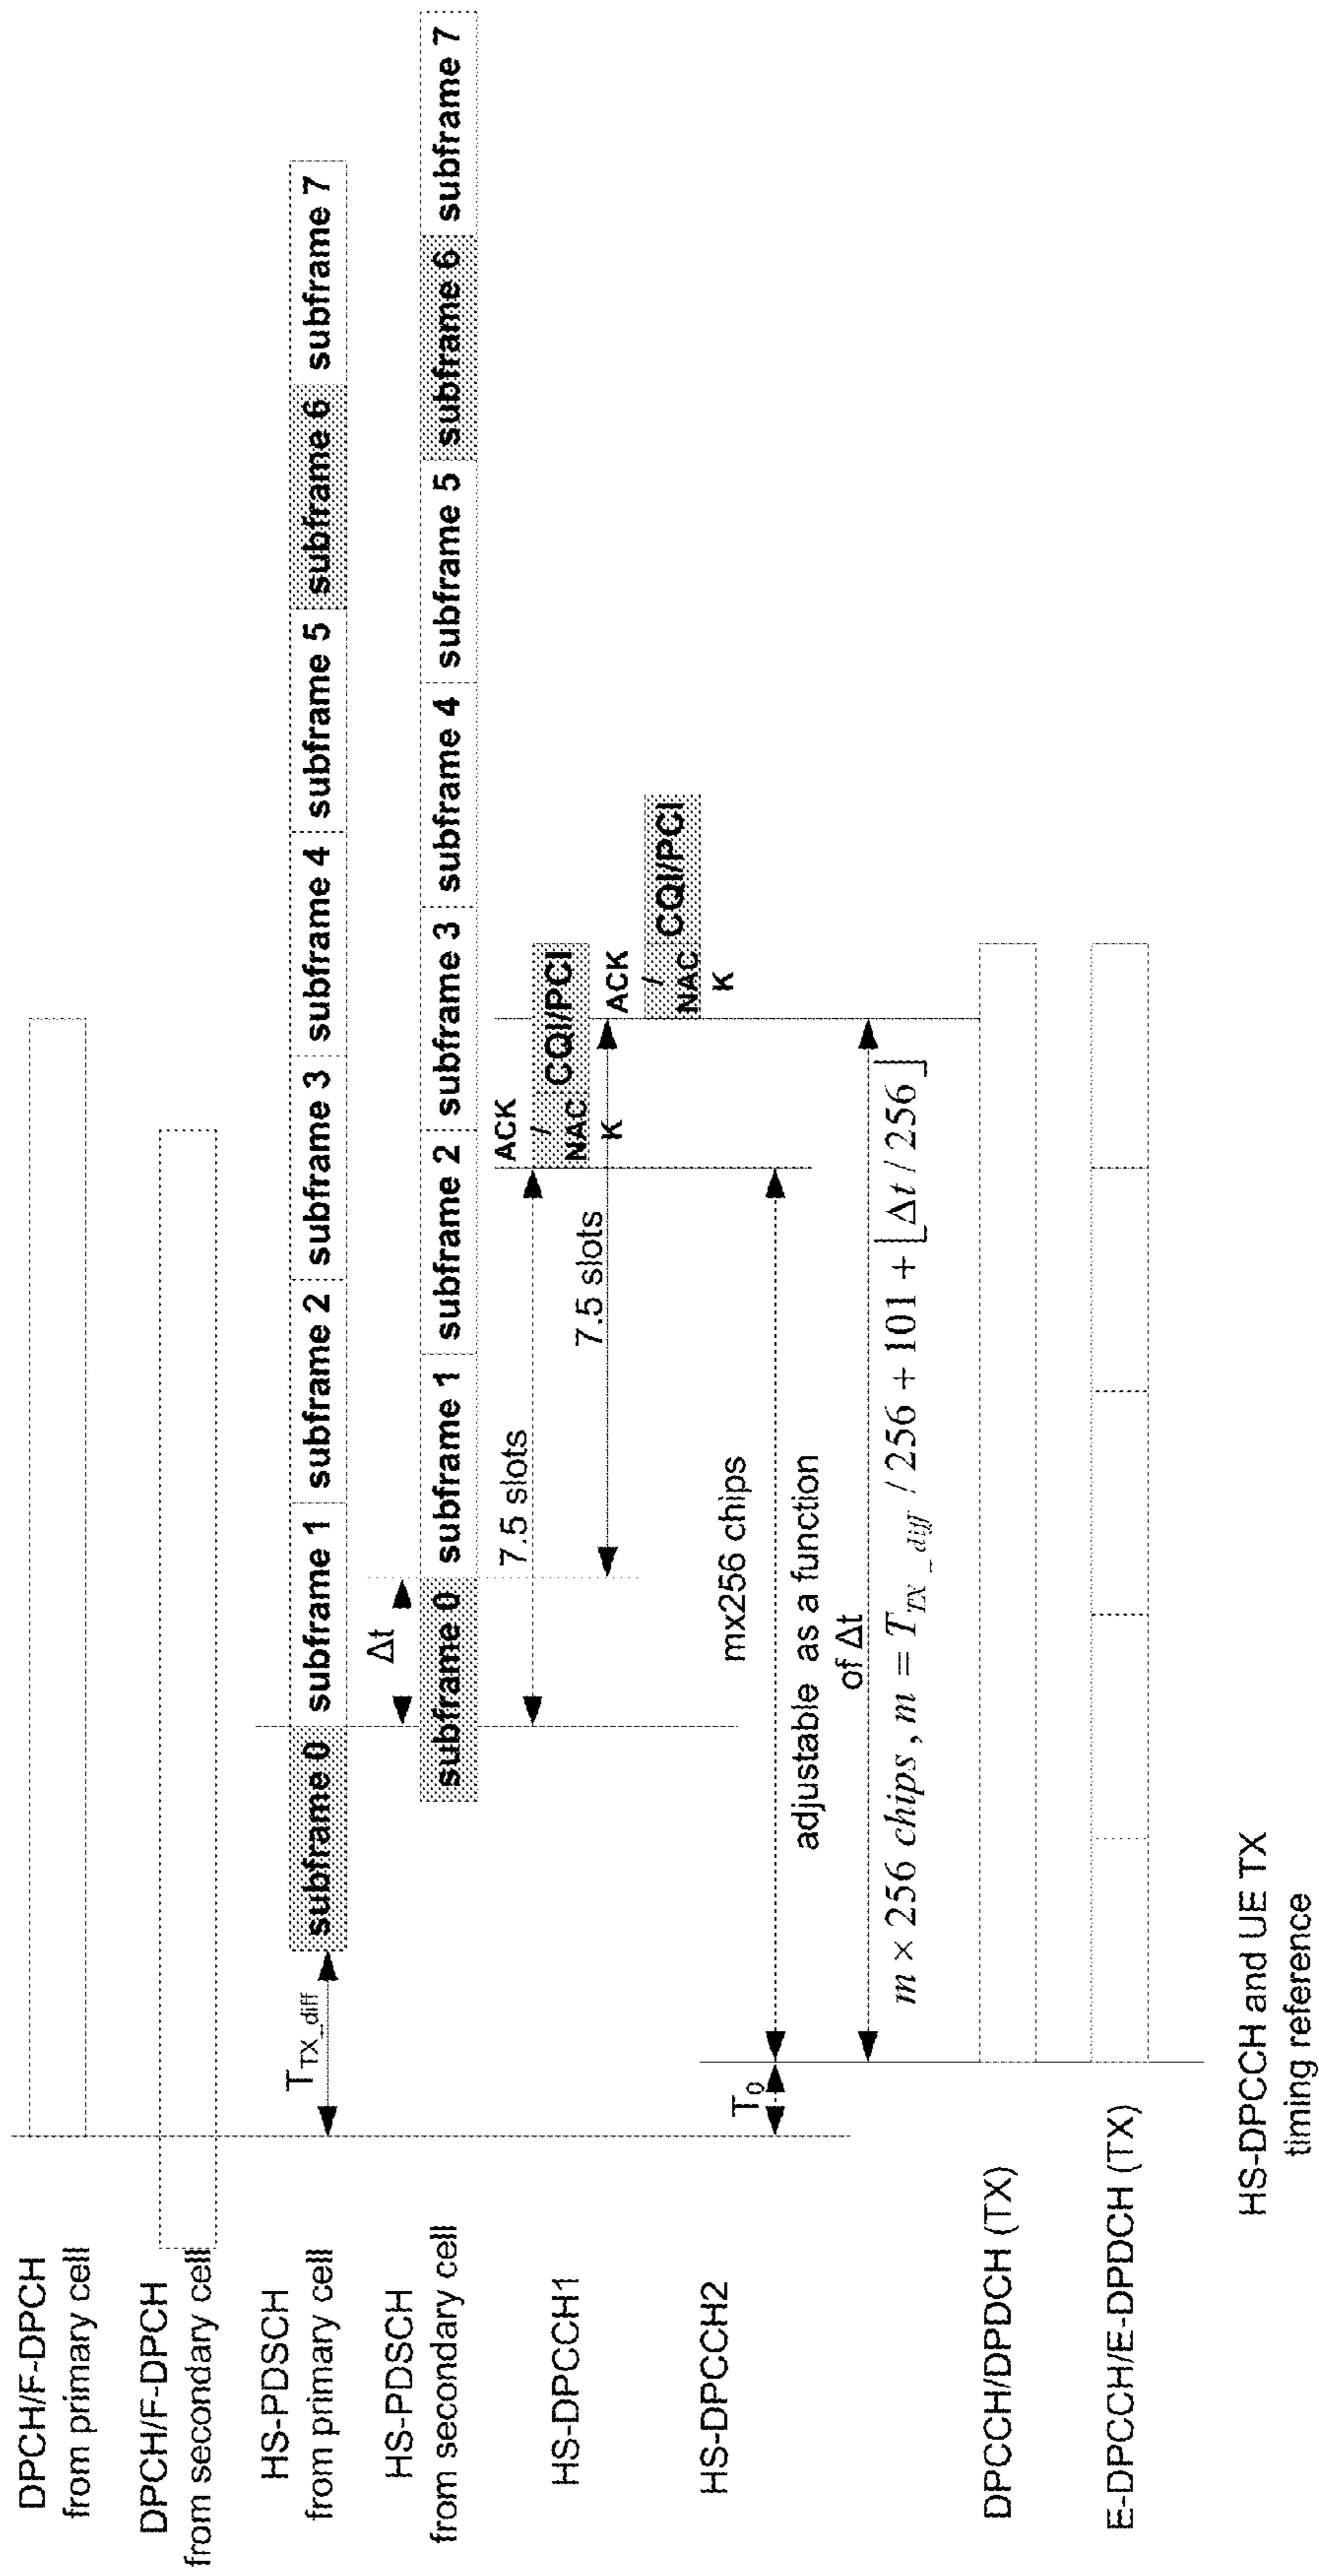 DPCH/F-DPCH
from primary cell
DPCH/F-DPCH
from secondary cell
HS-PDSCH
from primary cell
T_TX_diff
subframe 0 subframe 1 subframe 2 subframe 3 subframe 4 subframe 5 subframe 6 subframe 7
HS-PDSCH
from secondary cell
Δt
subframe 0 subframe 1 subframe 2 subframe 3 subframe 4 subframe 5 subframe 6 subframe 7
HS-DPCCH1
7.5 slots
ACK
/
NAC
K
CQI/PCI
7.5 slots
HS-DPCCH2
ACK
/
NAC
K
CQI/PCI
T₀
mx256 chips
adjustable as a function
of Δt
m × 256 chips , m = T_TX_diff / 256 + 101 + ⌊Δt / 256⌋
DPCCH/DPDCH (TX)
E-DPCCH/E-DPDCH (TX)
HS-DPCCH and UE TX
timing reference